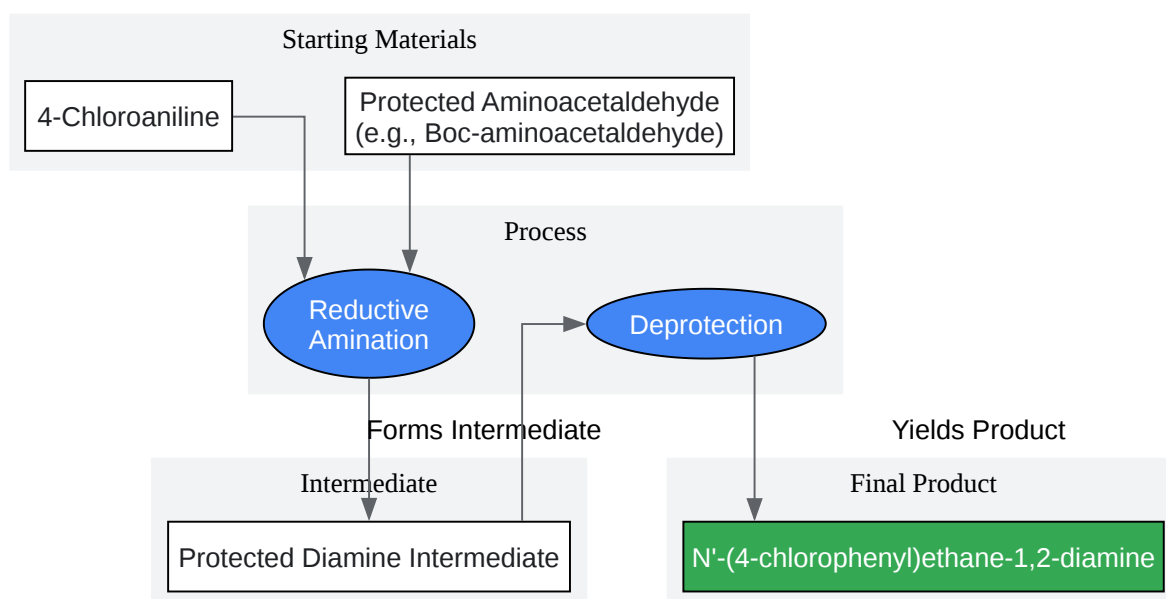 Starting Materials
4-Chloroaniline
Protected Aminoacetaldehyde
(e.g., Boc-aminoacetaldehyde)
Process
Reductive
Amination
Deprotection
Forms Intermediate
Yields Product
Intermediate
Final Product
Protected Diamine Intermediate
N'-(4-chlorophenyl)ethane-1,2-diamine